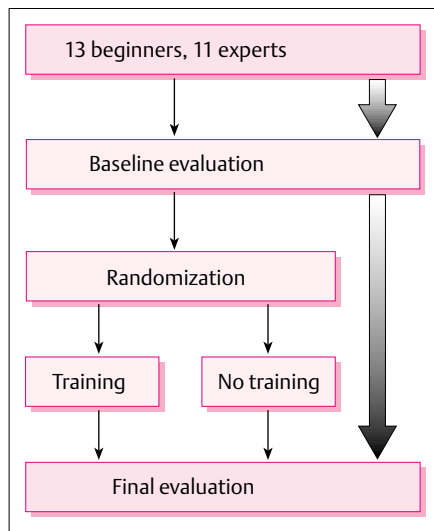 13 beginners, 11 experts
Baseline evaluation
Randomization
Training
No training
Final evaluation